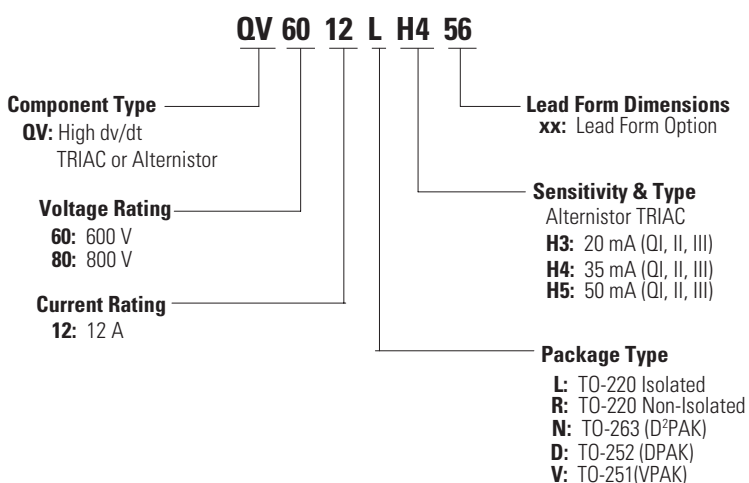 QV 60 12 L H4 56
Component Type
QV: High dv/dt
TRIAC or Alternistor
Voltage Rating
60: 600 V
80: 800 V
Current Rating
12: 12 A
Lead Form Dimensions
xx: Lead Form Option
Sensitivity & Type
Alternistor TRIAC
H3: 20 mA (QI, II, III)
H4: 35 mA (QI, II, III)
H5: 50 mA (QI, II, III)
Package Type
L: TO-220 Isolated
R: TO-220 Non-Isolated
N: TO-263 (D²PAK)
D: TO-252 (DPAK)
V: TO-251(VPAK)